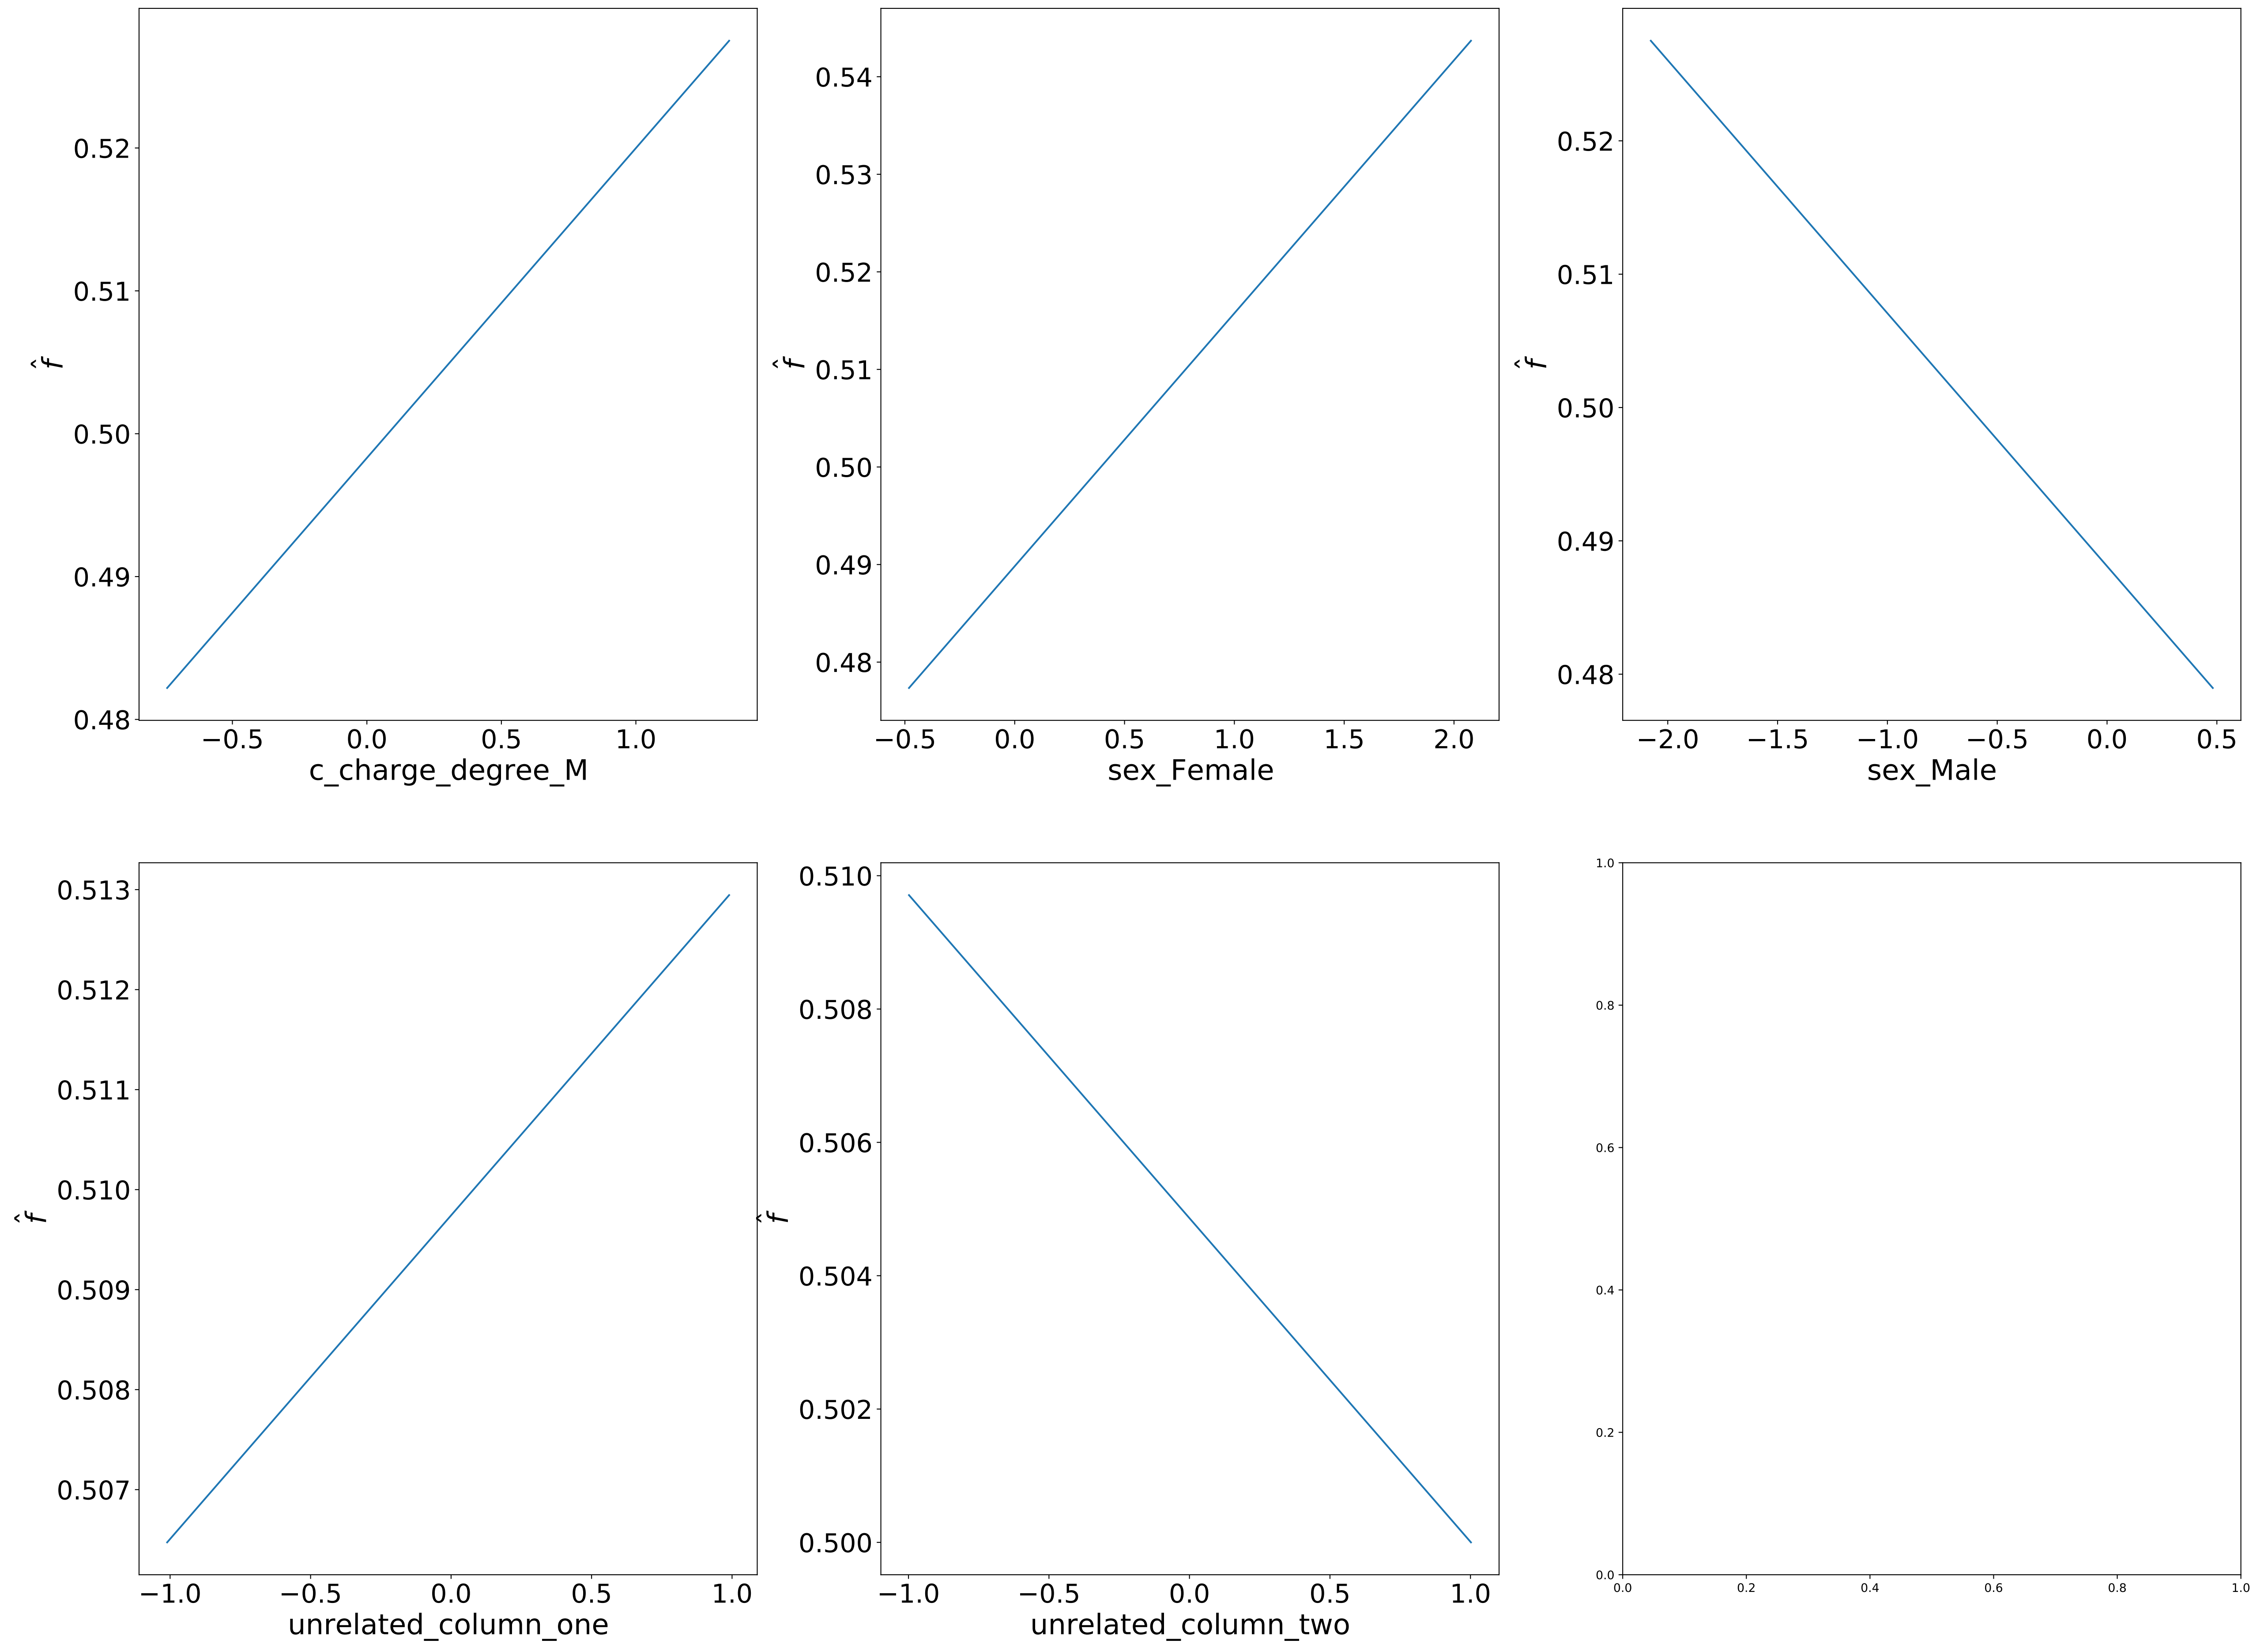 0.52
0.51
0.50
0.49
0.48
f̂
−0.5 0.0 0.5 1.0
c_charge_degree_M
0.54
0.53
0.52
0.51
0.50
0.49
0.48
f̂
−0.5 0.0 0.5 1.0 1.5 2.0
sex_Female
0.52
0.51
0.50
0.49
0.48
f̂
−2.0 −1.5 −1.0 −0.5 0.0 0.5
sex_Male
0.513
0.512
0.511
0.510
0.509
0.508
0.507
f̂
−1.0 −0.5 0.0 0.5 1.0
unrelated_column_one
0.510
0.508
0.506
0.504
0.502
0.500
f̂
−1.0 −0.5 0.0 0.5 1.0
unrelated_column_two
1.0
0.8
0.6
0.4
0.2
0.0
0.0 0.2 0.4 0.6 0.8 1.0